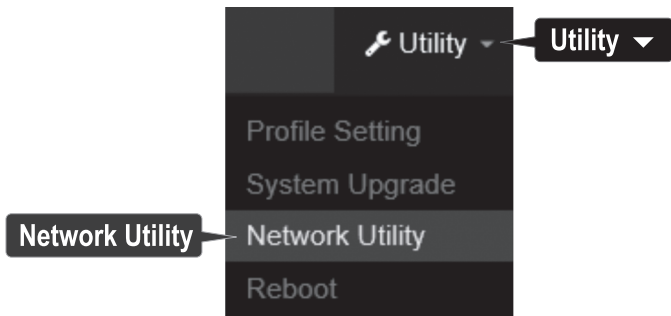 Utility
Utility
Profile Setting
System Upgrade
Network Utility
Network Utility
Reboot